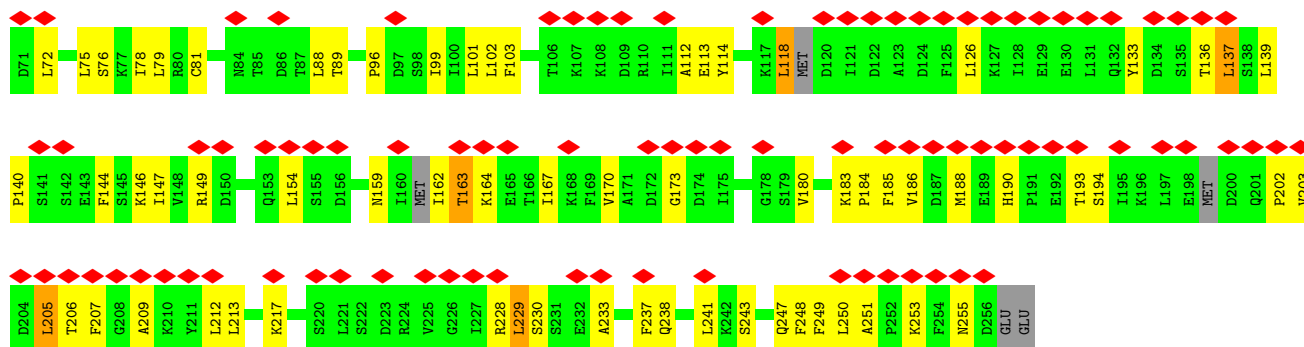 D71 L72 L75 S76 K77 I78 L79 R80 C81 N84 T85 D86 T87 L88 T89 P96 D97 S98 I99 I100 L101 L102 F103 T106 K107 K108 D109 R110 I111 A112 E113 Y114 K117 L118 MET D120 I121 D122 A123 D124 F125 L126 K127 I128 E129 E130 L131 Q132 Y133 D134 S135 T136 L137 S138 L139
P140 S141 S142 E143 F144 S145 K146 I147 V148 R149 D150 Q153 L154 S155 D156 N159 I160 MET I162 T163 K164 E165 T166 I167 K168 F169 V170 A171 D172 G173 D174 I175 G178 S179 V180 K183 P184 F185 V186 D187 M188 E189 H190 P191 E192 T193 S194 I195 K196 L197 E198 MET D200 Q201 P202 V203
D204 L205 T206 F207 G208 A209 K210 Y211 L212 L213 K217 S220 L221 S222 D223 R224 V225 G226 I227 R228 L229 S230 S231 E232 A233 F237 Q238 L241 K242 S243 Q247 F248 F249 L250 A251 P252 K253 F254 N255 D256 GLU GLU